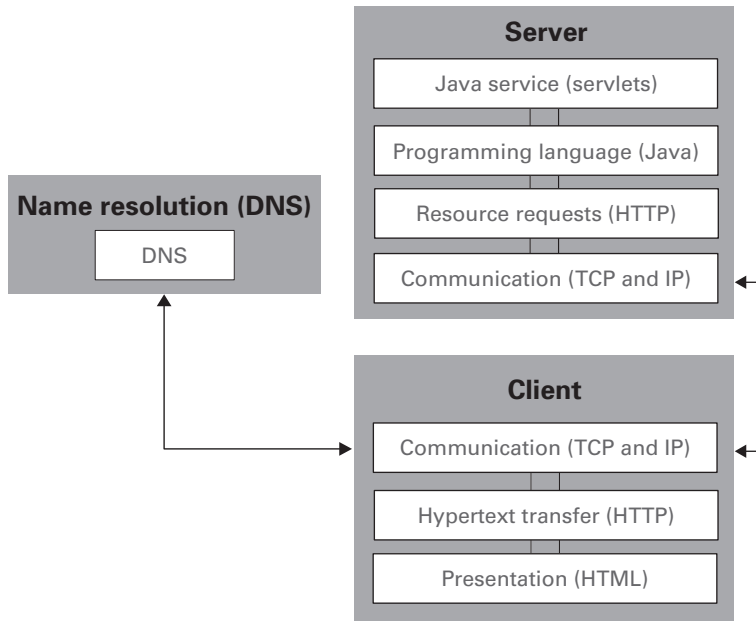 Server
Java service (servlets)
Programming language (Java)
Resource requests (HTTP)
Communication (TCP and IP)
Name resolution (DNS)
DNS
Client
Communication (TCP and IP)
Hypertext transfer (HTTP)
Presentation (HTML)